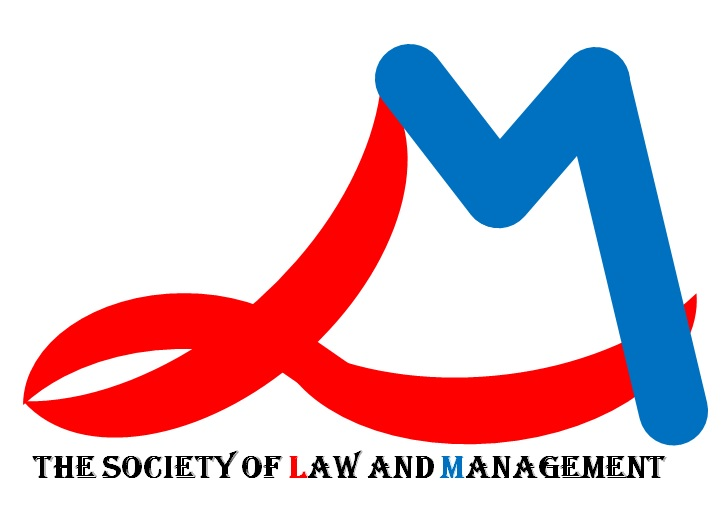 THE SOCIETY OF LAW AND MANAGEMENT